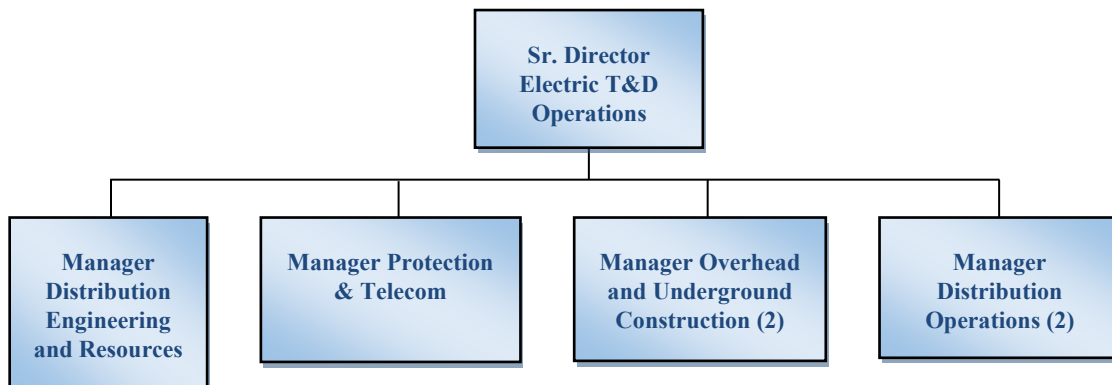 Sr. Director
Electric T&D
Operations
Manager
Distribution
Engineering
and Resources
Manager Protection
& Telecom
Manager Overhead
and Underground
Construction (2)
Manager
Distribution
Operations (2)